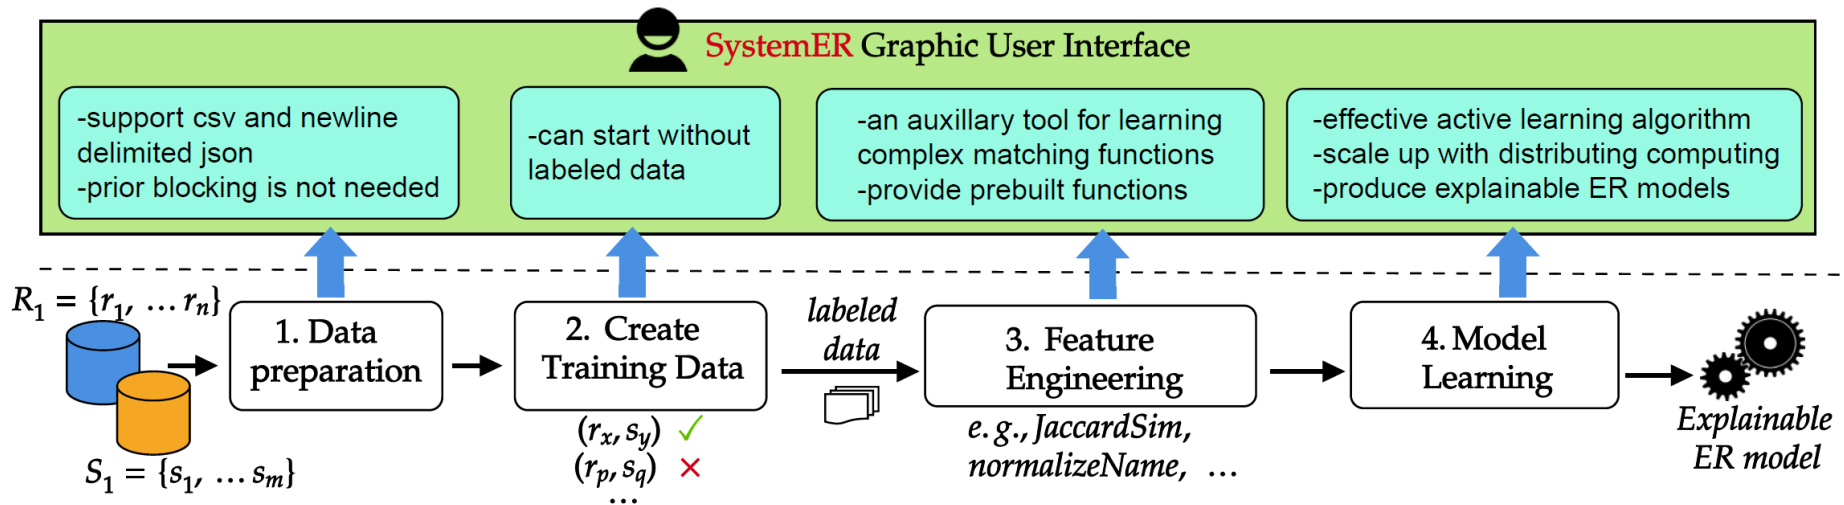 SystemER Graphic User Interface
-support csv and newline
delimited json
-prior blocking is not needed
-can start without
labeled data
-an auxillary tool for learning
complex matching functions
-provide prebuilt functions
-effective active learning algorithm
-scale up with distributing computing
-produce explainable ER models
R₁ = {r₁, … rₙ}
S₁ = {s₁, … sₘ}
1. Data
preparation
2. Create
Training Data
(rₓ, s_y) ✓
(r_p, s_q) ✕
…
labeled
data
3. Feature
Engineering
e.g., JaccardSim,
normalizeName, …
4. Model
Learning
Explainable
ER model